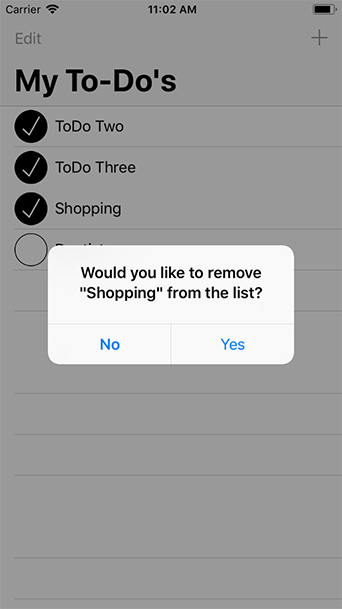 Carrier 11:02 AM
Edit
My To-Do's
ToDo Two
ToDo Three
Shopping
Would you like to remove
"Shopping" from the list?
No Yes